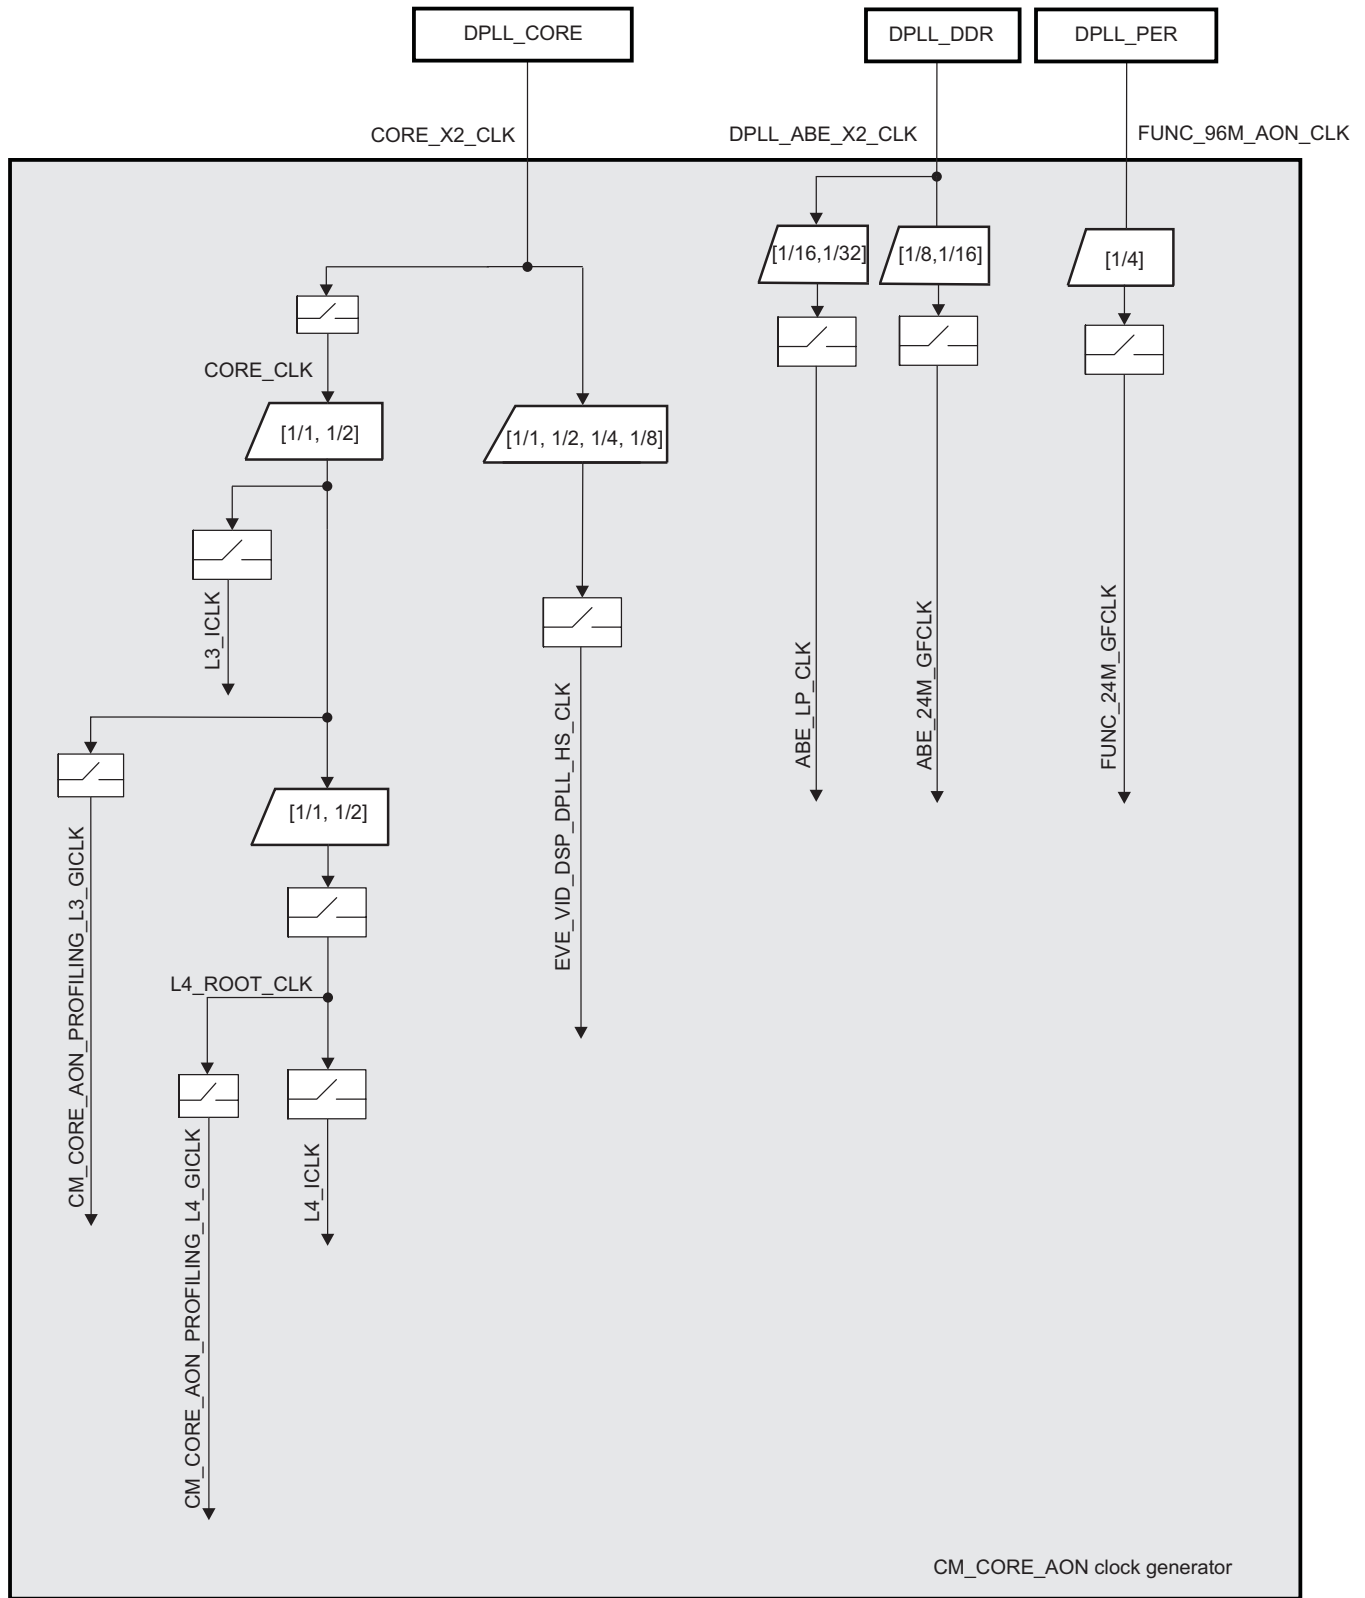 DPLL_CORE
DPLL_DDR
DPLL_PER
CORE_X2_CLK
DPLL_ABE_X2_CLK
FUNC_96M_AON_CLK
[1/16,1/32]
[1/8,1/16]
[1/4]
CORE_CLK
[1/1, 1/2]
[1/1, 1/2, 1/4, 1/8]
L3_ICLK
ABE_LP_CLK
ABE_24M_GFCLK
FUNC_24M_GFCLK
EVE_VID_DSP_DPLL_HS_CLK
CM_CORE_AON_PROFILING_L3_GICLK
[1/1, 1/2]
L4_ROOT_CLK
CM_CORE_AON_PROFILING_L4_GICLK
L4_ICLK
CM_CORE_AON clock generator